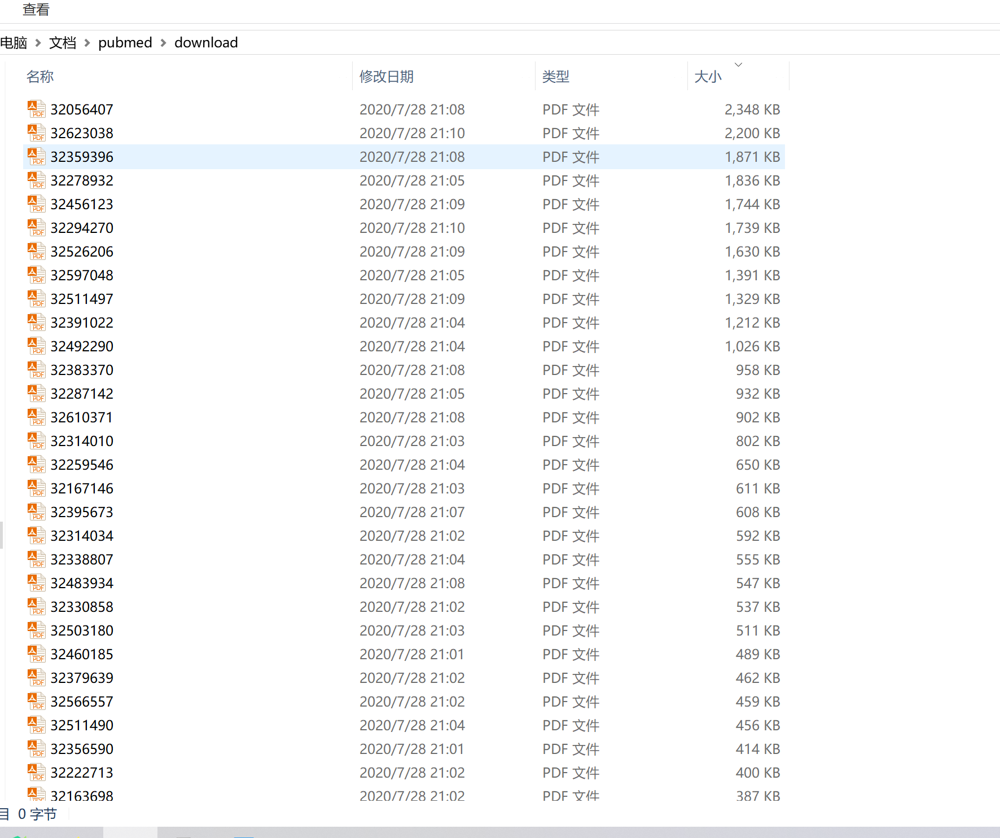 查看
电脑 > 文档 > pubmed > download
名称 修改日期 类型 大小
32056407 2020/7/28 21:08 PDF 文件 2,348 KB
32623038 2020/7/28 21:10 PDF 文件 2,200 KB
32359396 2020/7/28 21:08 PDF 文件 1,871 KB
32278932 2020/7/28 21:05 PDF 文件 1,836 KB
32456123 2020/7/28 21:09 PDF 文件 1,744 KB
32294270 2020/7/28 21:10 PDF 文件 1,739 KB
32526206 2020/7/28 21:09 PDF 文件 1,630 KB
32597048 2020/7/28 21:05 PDF 文件 1,391 KB
32511497 2020/7/28 21:09 PDF 文件 1,329 KB
32391022 2020/7/28 21:04 PDF 文件 1,212 KB
32492290 2020/7/28 21:04 PDF 文件 1,026 KB
32383370 2020/7/28 21:08 PDF 文件 958 KB
32287142 2020/7/28 21:05 PDF 文件 932 KB
32610371 2020/7/28 21:08 PDF 文件 902 KB
32314010 2020/7/28 21:03 PDF 文件 802 KB
32259546 2020/7/28 21:04 PDF 文件 650 KB
32167146 2020/7/28 21:03 PDF 文件 611 KB
32395673 2020/7/28 21:07 PDF 文件 608 KB
32314034 2020/7/28 21:02 PDF 文件 592 KB
32338807 2020/7/28 21:04 PDF 文件 555 KB
32483934 2020/7/28 21:08 PDF 文件 547 KB
32330858 2020/7/28 21:02 PDF 文件 537 KB
32503180 2020/7/28 21:03 PDF 文件 511 KB
32460185 2020/7/28 21:01 PDF 文件 489 KB
32379639 2020/7/28 21:02 PDF 文件 462 KB
32566557 2020/7/28 21:02 PDF 文件 459 KB
32511490 2020/7/28 21:04 PDF 文件 456 KB
32356590 2020/7/28 21:01 PDF 文件 414 KB
32222713 2020/7/28 21:02 PDF 文件 400 KB
32163698 2020/7/28 21:02 PDF 文件 387 KB
目 0 字节